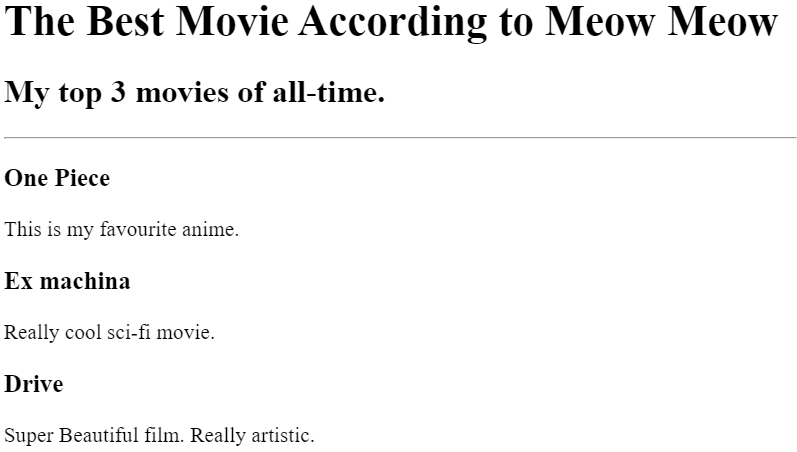 The Best Movie According to Meow Meow
My top 3 movies of all-time.
One Piece
This is my favourite anime.
Ex machina
Really cool sci-fi movie.
Drive
Super Beautiful film. Really artistic.